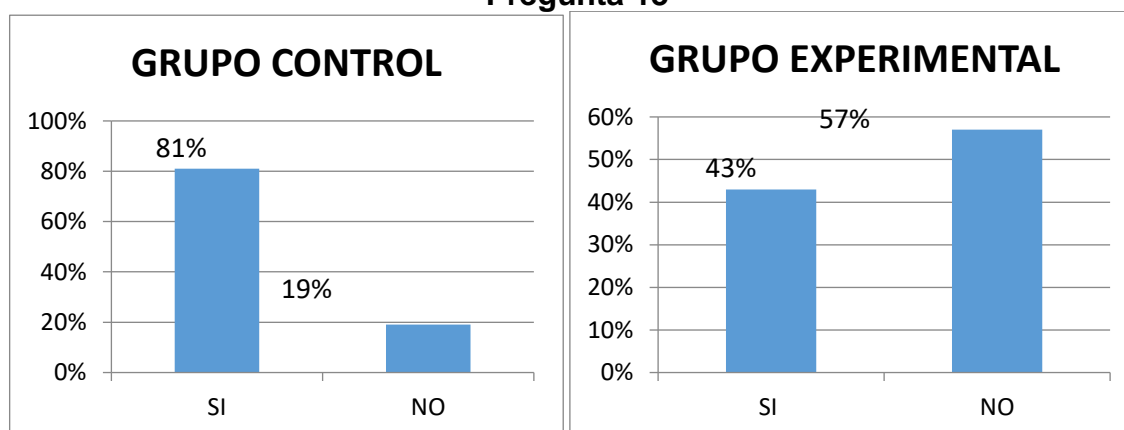 GRUPO CONTROL
100%
80%
60%
40%
20%
0%
81%
19%
SI
NO
GRUPO EXPERIMENTAL
60%
50%
40%
30%
20%
10%
0%
43%
57%
SI
NO